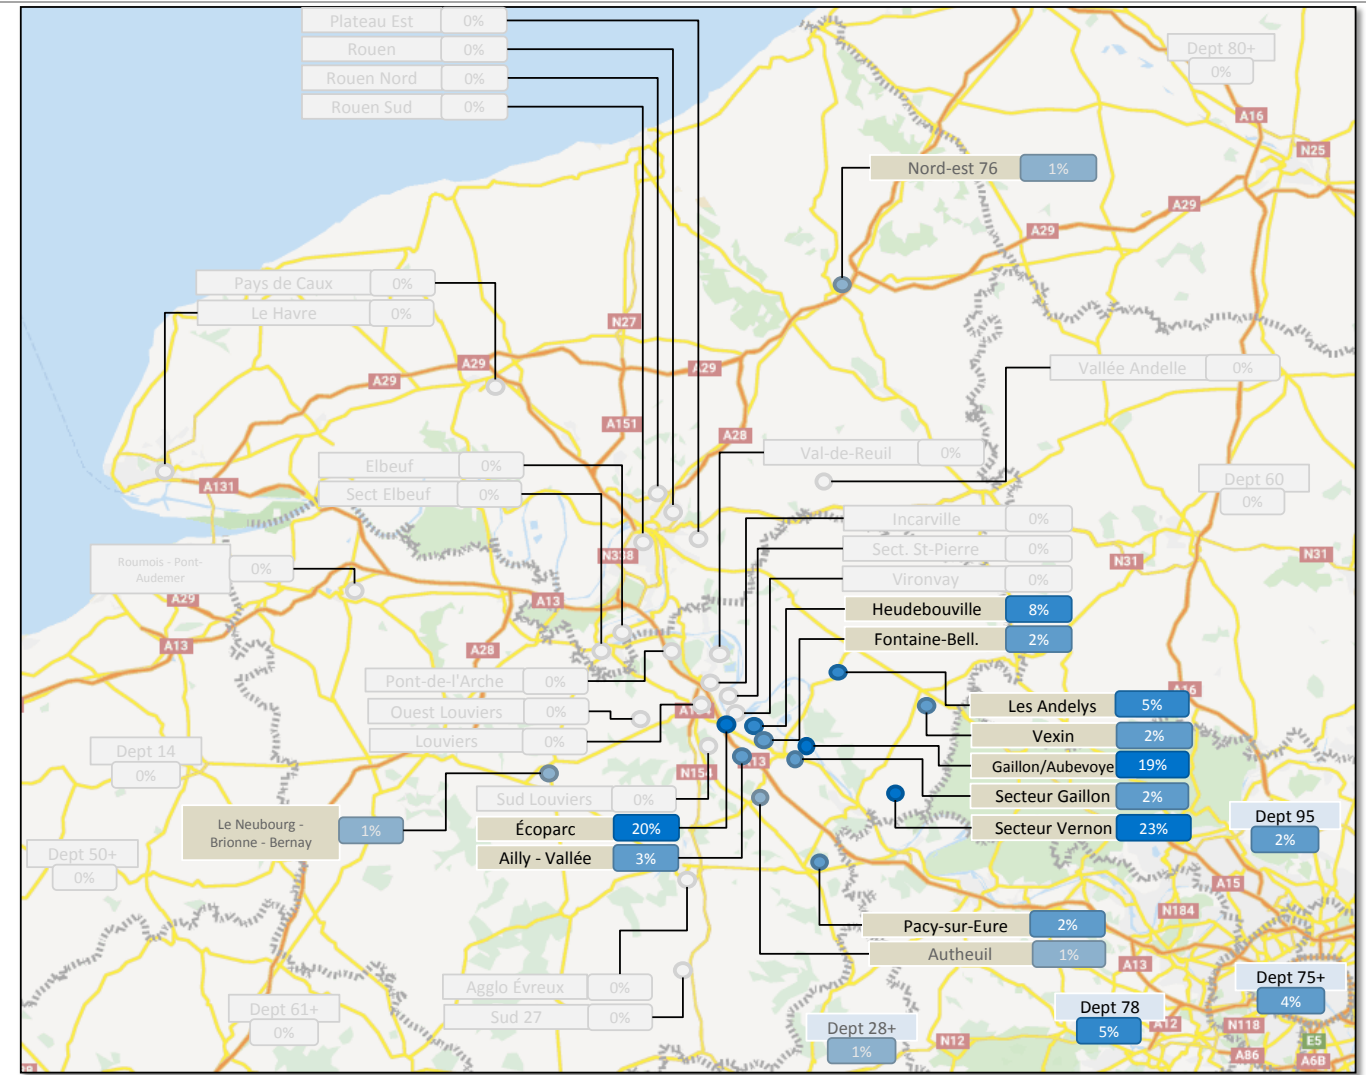 Plateau Est 0%
Rouen 0%
Rouen Nord 0%
Rouen Sud 0%
Dept 80+
0%
A16
N25
Nord-est 76 1%
A29
A29
Pays de Caux 0%
Le Havre 0%
N27
A29
A29
A29
Vallée Andelle 0%
A151
A28
Val-de-Reuil 0%
Elbeuf 0%
Sect Elbeuf 0%
A131
Dept 60
0%
Incarville 0%
Sect. St-Pierre 0%
Vironvay 0%
N338
N31
N31
Roumois - Pont-
Audemer
0%
A29
A13
A13
A28
Heudebouville 8%
Fontaine-Bell. 2%
Pont-de-l'Arche 0%
Ouest Louviers 0%
Louviers 0%
A16
Les Andelys 5%
Vexin 2%
Gaillon/Aubevoye 19%
Secteur Gaillon 2%
Secteur Vernon 23%
Dept 14
0%
N154
Sud Louviers 0%
Écoparc 20%
Ailly - Vallée 3%
Le Neubourg -
Brionne - Bernay
1%
Dept 95
2%
Dept 50+
0%
A15
N184
Pacy-sur-Eure 2%
Autheuil 1%
A13
Agglo Évreux 0%
Sud 27 0%
Dept 61+
0%
Dept 75+
4%
Dept 78
5%
Dept 28+
1%
A12
N118
N12
E5
A86
A6B